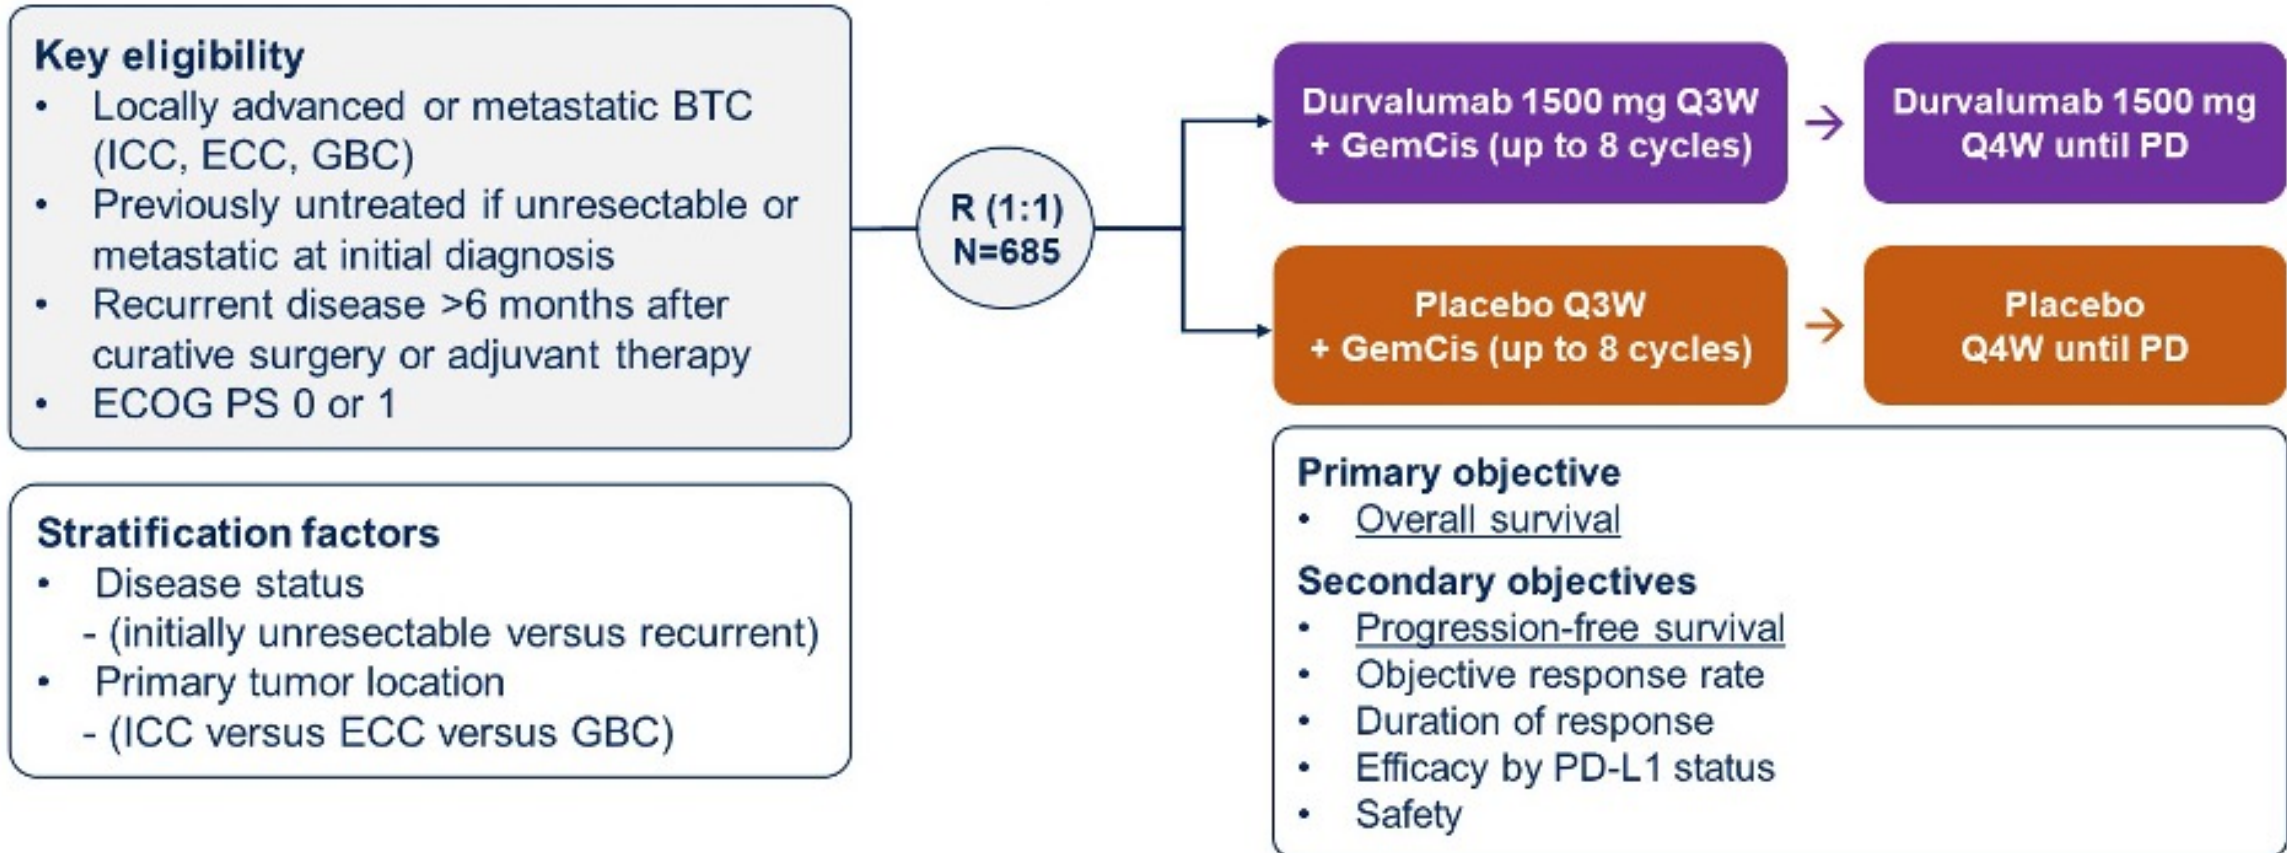 Key eligibility
• Locally advanced or metastatic BTC
(ICC, ECC, GBC)
• Previously untreated if unresectable or
metastatic at initial diagnosis
• Recurrent disease >6 months after
curative surgery or adjuvant therapy
• ECOG PS 0 or 1
Stratification factors
• Disease status
- (initially unresectable versus recurrent)
• Primary tumor location
- (ICC versus ECC versus GBC)
R (1:1)
N=685
Durvalumab 1500 mg Q3W
+ GemCis (up to 8 cycles)
Durvalumab 1500 mg
Q4W until PD
Placebo Q3W
+ GemCis (up to 8 cycles)
Placebo
Q4W until PD
Primary objective
• Overall survival
Secondary objectives
• Progression-free survival
• Objective response rate
• Duration of response
• Efficacy by PD-L1 status
• Safety